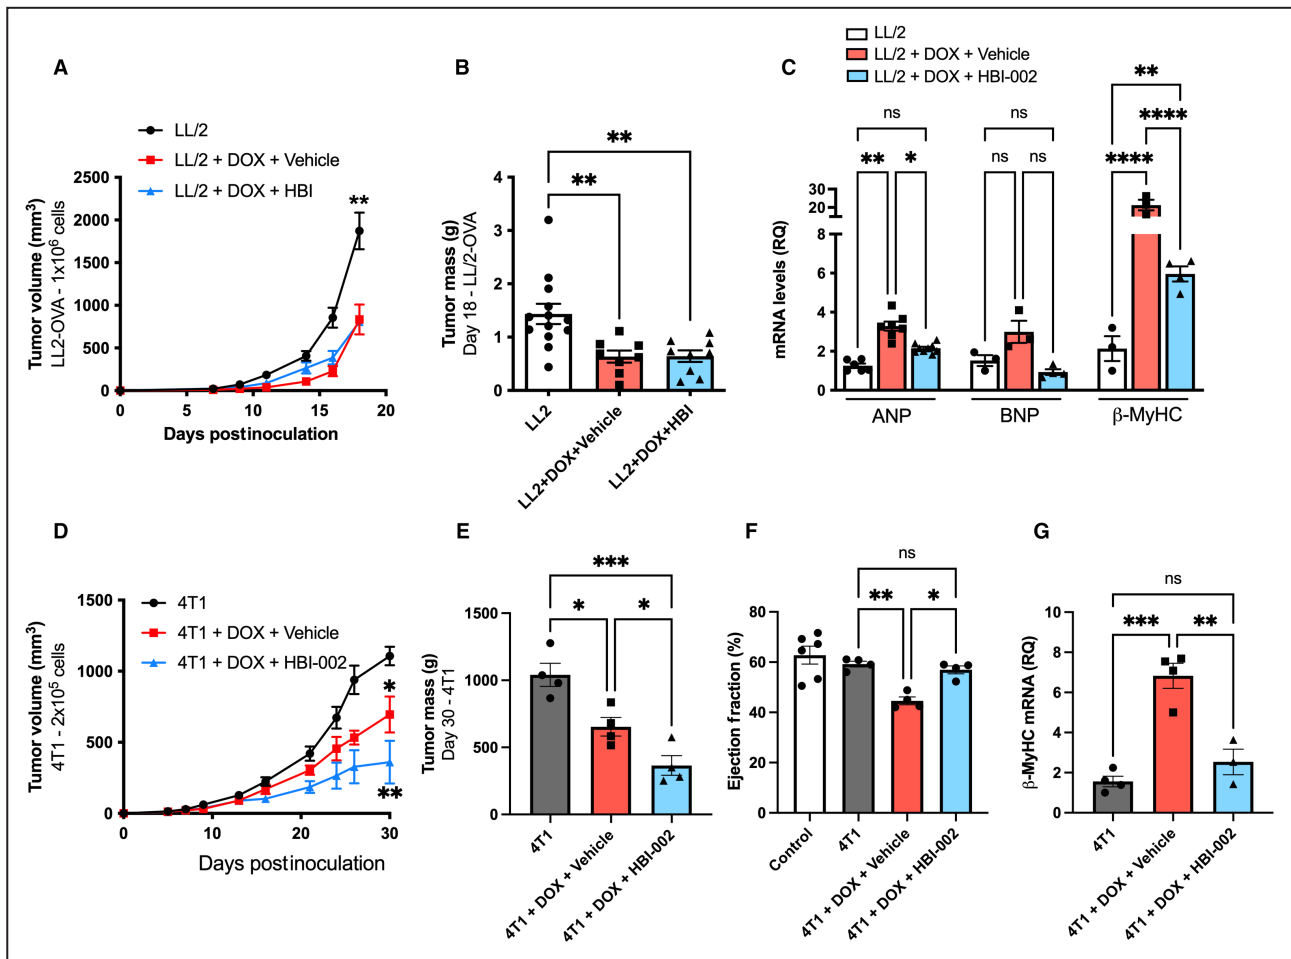 A
LL/2
LL/2 + DOX + Vehicle
LL/2 + DOX + HBI
Tumor volume (mm³)
LL2-OVA - 1x10⁶ cells
2500
2000
1500
1000
500
0
**
0 5 10 15 20
Days postinoculation
B
Tumor mass (g)
Day 18 - LL/2-OVA
4
3
2
1
0
**
**
LL2
LL2+DOX+Vehicle
LL2+DOX+HBI
C
LL/2
LL/2 + DOX + Vehicle
LL/2 + DOX + HBI-002
mRNA levels (RQ)
30
20
8
6
4
2
0
ns
** *
ns
ns ns
**
****
****
ANP BNP β-MyHC
D
4T1
4T1 + DOX + Vehicle
4T1 + DOX + HBI-002
Tumor volume (mm³)
4T1 - 2x10⁵ cells
1500
1000
500
0
*
**
0 10 20 30
Days postinoculation
E
Tumor mass (g)
Day 30 - 4T1
1500
1000
500
0
***
* *
4T1
4T1 + DOX + Vehicle
4T1 + DOX + HBI-002
F
Ejection fraction (%)
80
60
40
20
0
ns
** *
Control
4T1
4T1 + DOX + Vehicle
4T1 + DOX + HBI-002
G
β-MyHC mRNA (RQ)
10
8
6
4
2
0
ns
*** **
4T1
4T1 + DOX + Vehicle
4T1 + DOX + HBI-002